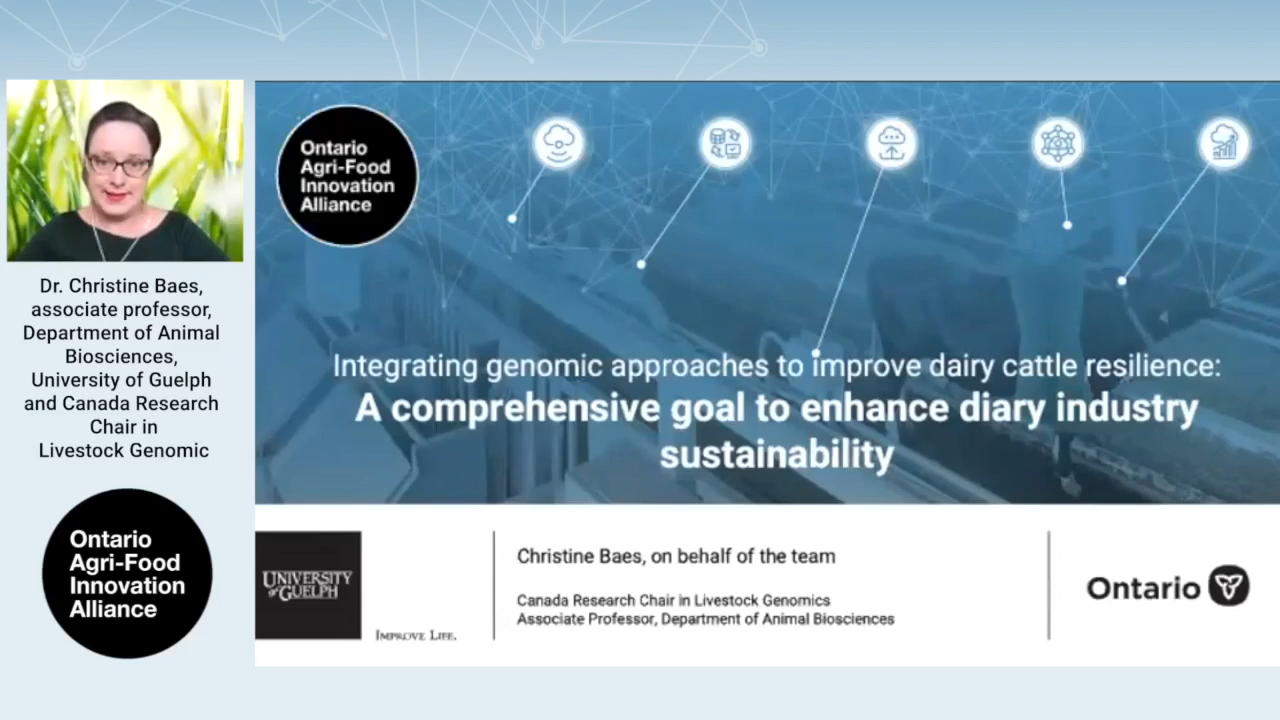 Dr. Christine Baes,
associate professor,
Department of Animal
Biosciences,
University of Guelph
and Canada Research
Chair in
Livestock Genomic
Ontario
Agri-Food
Innovation
Alliance
Ontario
Agri-Food
Innovation
Alliance
Integrating genomic approaches to improve dairy cattle resilience:
A comprehensive goal to enhance diary industry
sustainability
UNIVERSITY
of GUELPH
IMPROVE LIFE.
Christine Baes, on behalf of the team
Canada Research Chair in Livestock Genomics
Associate Professor, Department of Animal Biosciences
Ontario